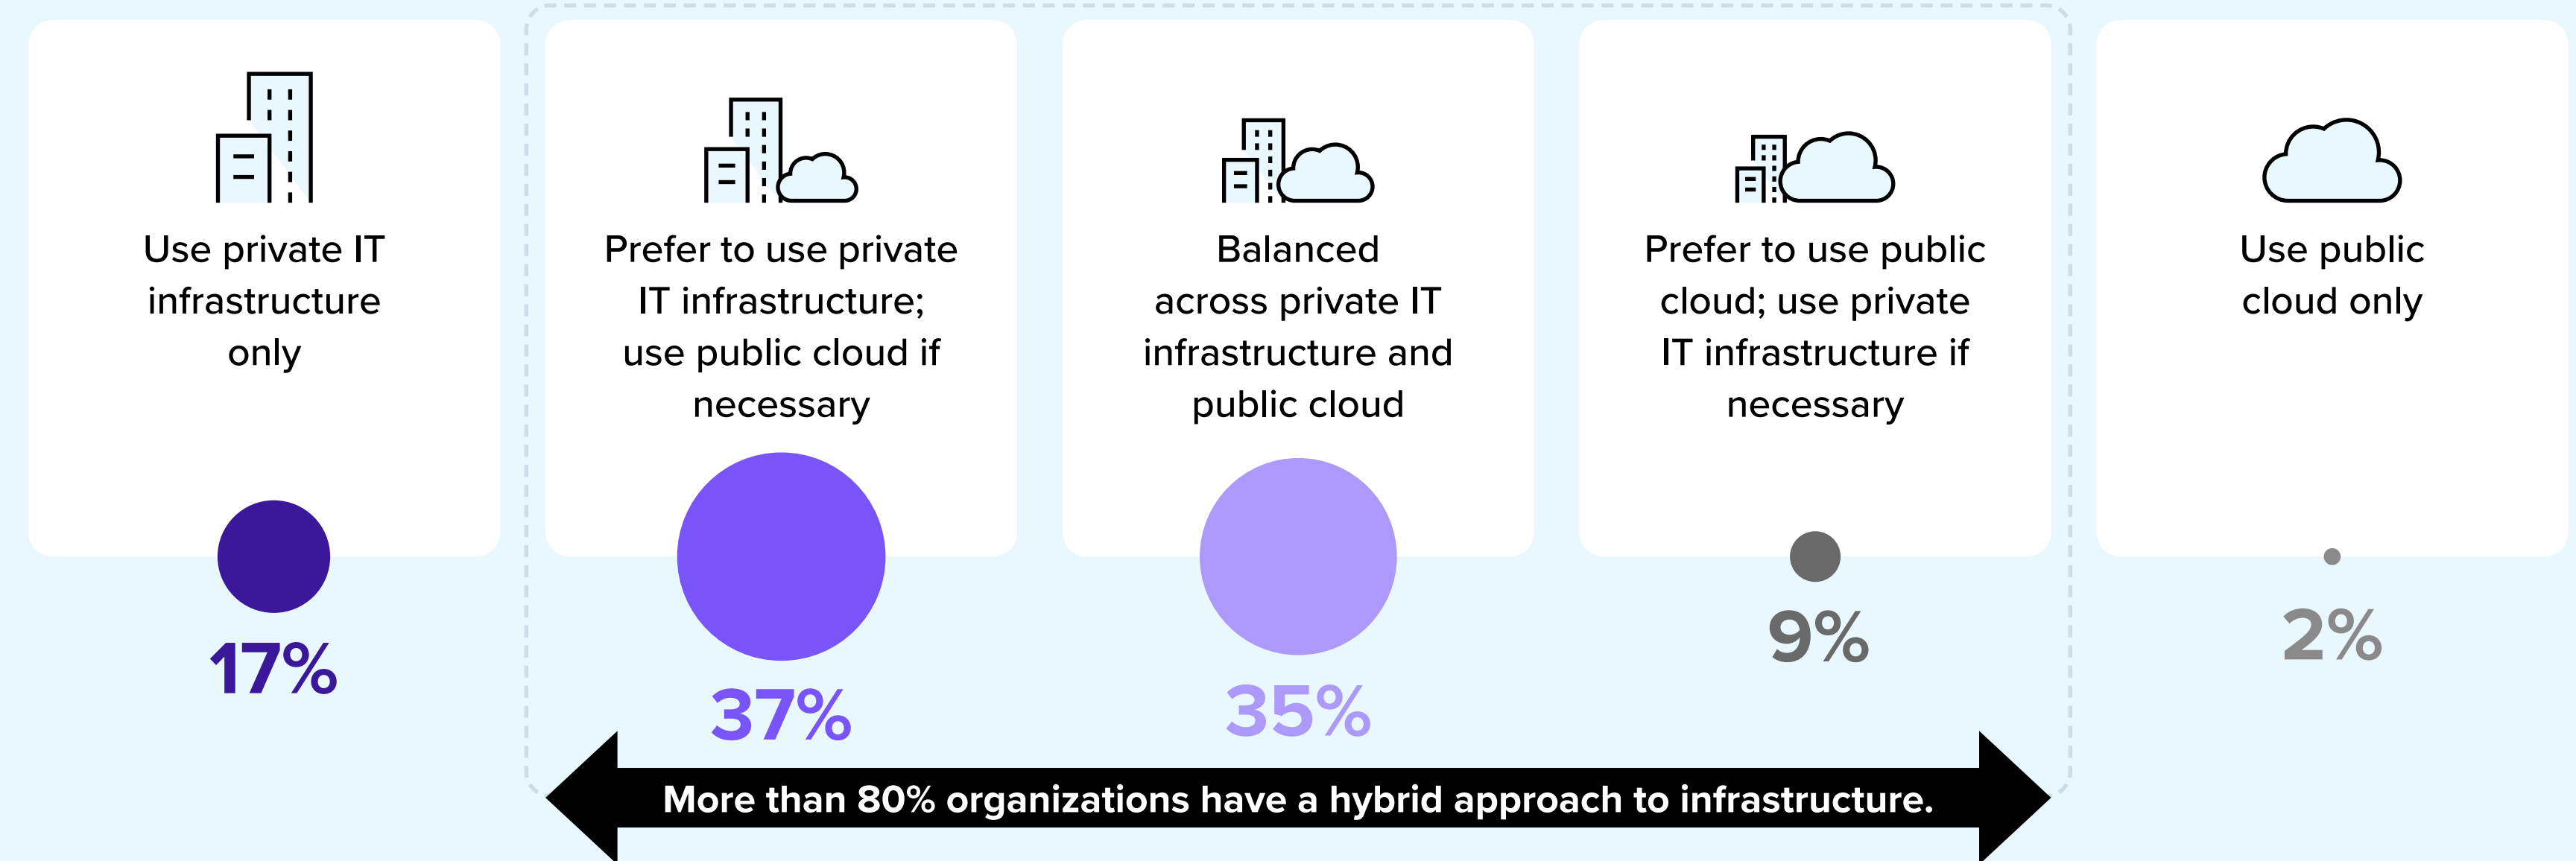 Use private IT
infrastructure
only
17%
Prefer to use private
IT infrastructure;
use public cloud if
necessary
37%
Balanced
across private IT
infrastructure and
public cloud
35%
Prefer to use public
cloud; use private
IT infrastructure if
necessary
9%
Use public
cloud only
2%
More than 80% organizations have a hybrid approach to infrastructure.